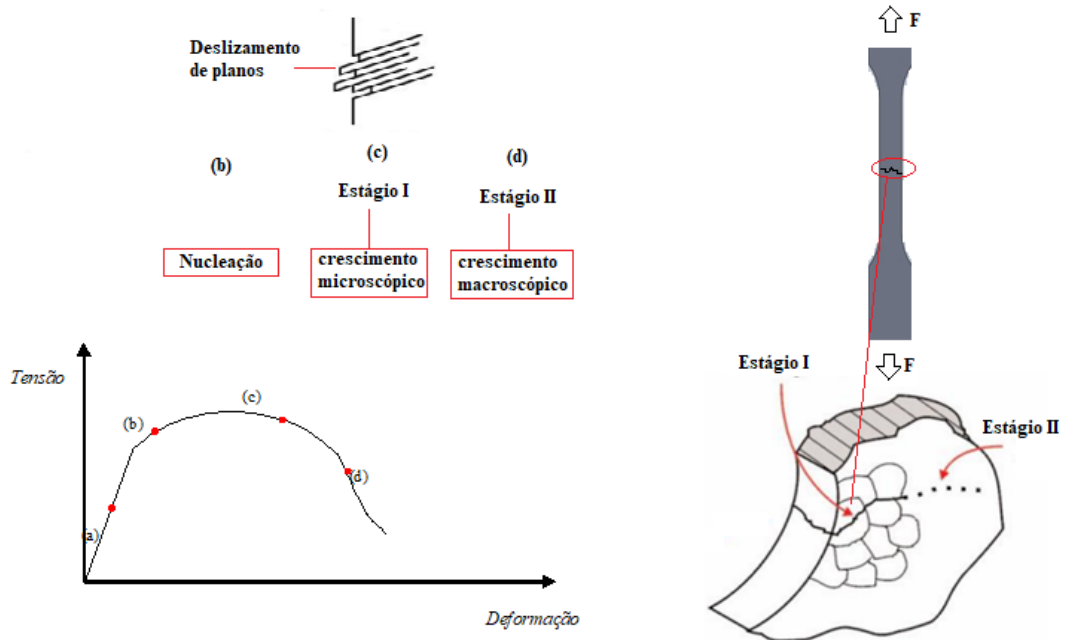 Deslizamento
de planos
(b)
(c)
(d)
Estágio I
Estágio II
Nucleação
crescimento
microscópico
crescimento
macroscópico
Tensão
(a)
(b)
(c)
(d)
Deformação
F
F
Estágio I
Estágio II